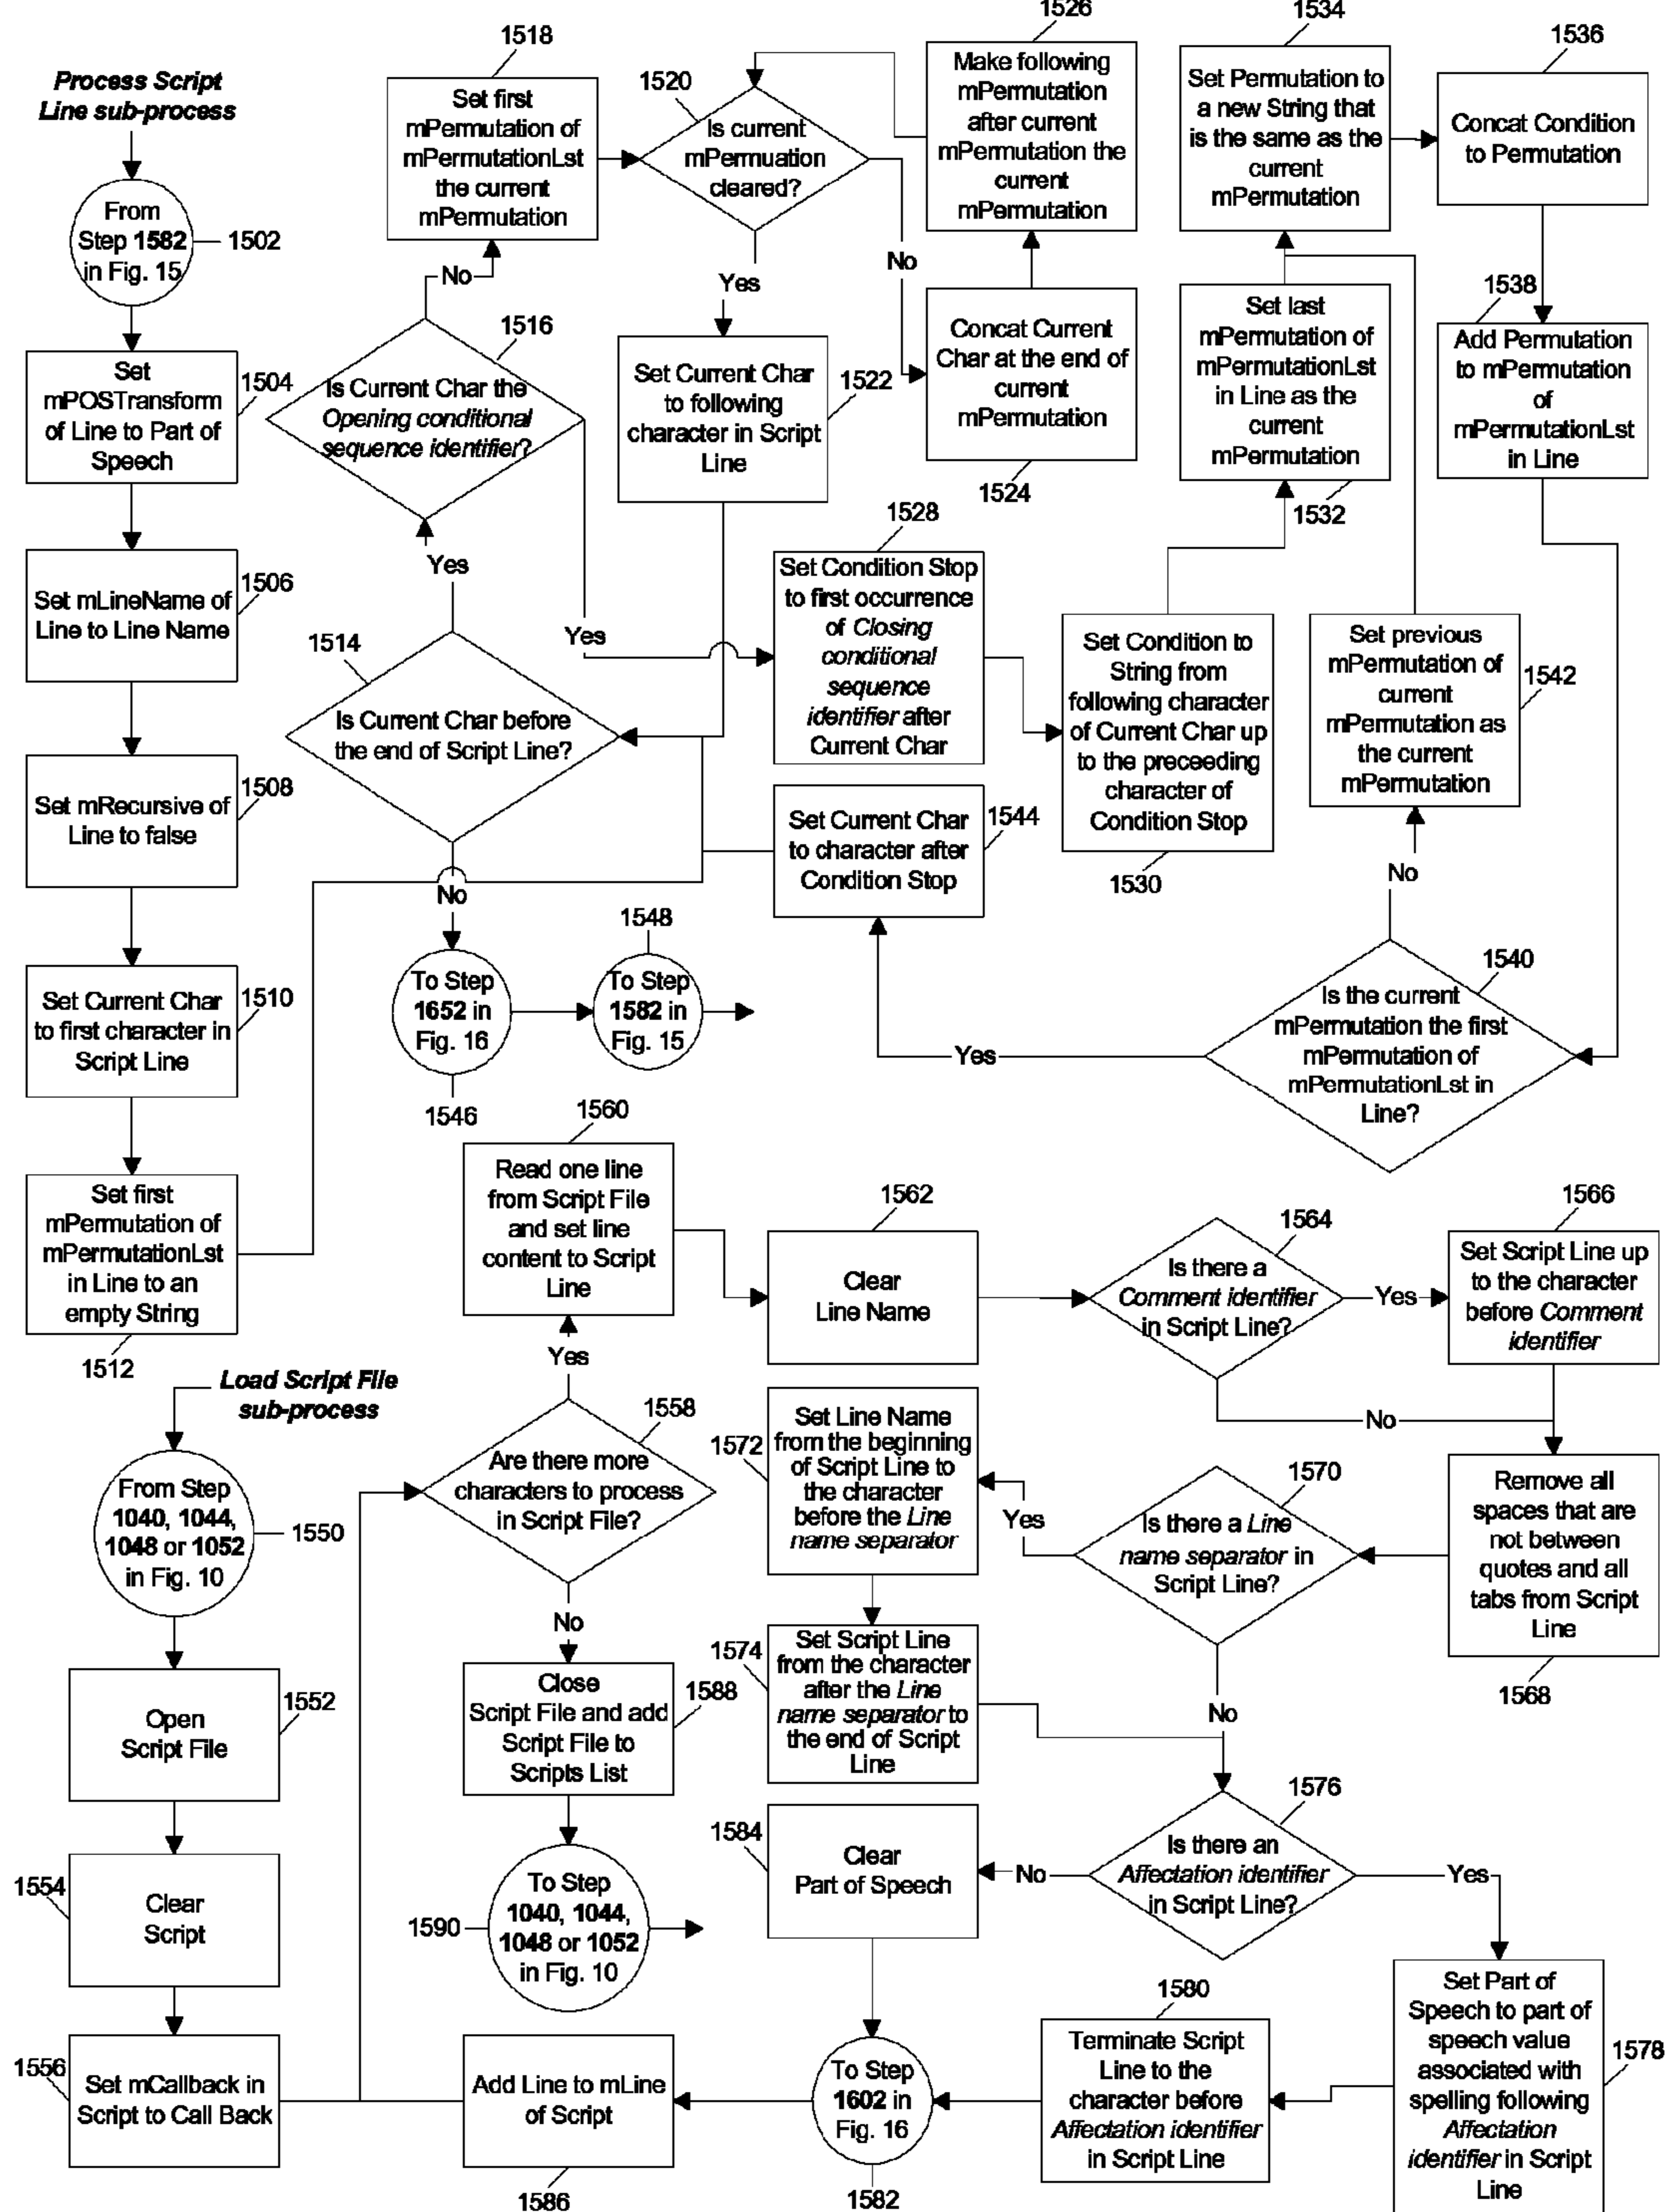 Process Script
Line sub-process
From
Step 1582
in Fig. 15
1502
Set
mPOSTransform
of Line to Part of
Speech
1504
Set mLineName of
Line to Line Name
1506
Set mRecursive of
Line to false
1508
Set Current Char
to first character in
Script Line
1510
Set first
mPermutation of
mPermutationLst
in Line to an
empty String
1512
Is Current Char before
the end of Script Line?
1514
Yes
No
Is Current Char the
Opening conditional
sequence identifier?
1516
No
Yes
1518
Set first
mPermutation of
mPermutationLst
the current
mPermutation
1520
Is current
mPermuation
cleared?
Yes
No
Set Current Char
to following
character in Script
Line
1522
Concat Current
Char at the end of
current
mPermutation
1524
1526
Make following
mPermutation
after current
mPermutation the
current
mPermutation
1528
Set Condition Stop
to first occurrence
of Closing
conditional
sequence
identifier after
Current Char
Set Condition to
String from
following character
of Current Char up
to the preceeding
character of
Condition Stop
1530
Set last
mPermutation of
mPermutationLst
in Line as the
current
mPermutation
1532
1534
Set Permutation to
a new String that
is the same as the
current
mPermutation
1536
Concat Condition
to Permutation
1538
Add Permutation
to mPermutation
of
mPermutationLst
in Line
1540
Is the current
mPermutation the first
mPermutation of
mPermutationLst in
Line?
No
Yes
Set previous
mPermutation of
current
mPermutation as
the current
mPermutation
1542
Set Current Char
to character after
Condition Stop
1544
To Step
1652 in
Fig. 16
1546
1548
To Step
1582 in
Fig. 15
Load Script File
sub-process
From Step
1040, 1044,
1048 or 1052
in Fig. 10
1550
Open
Script File
1552
1554
Clear
Script
1556
Set mCallback in
Script to Call Back
1558
Are there more
characters to process
in Script File?
Yes
No
1560
Read one line
from Script File
and set line
content to Script
Line
1562
Clear
Line Name
1564
Is there a
Comment identifier
in Script Line?
Yes
No
1566
Set Script Line up
to the character
before Comment
identifier
Remove all
spaces that are
not between
quotes and all
tabs from Script
Line
1568
1570
Is there a Line
name separator in
Script Line?
Yes
No
1572
Set Line Name
from the beginning
of Script Line to
the character
before the Line
name separator
1574
Set Script Line
from the character
after the Line
name separator to
the end of Script
Line
1576
Is there an
Affectation identifier
in Script Line?
No
Yes
Set Part of
Speech to part of
speech value
associated with
spelling following
Affectation
identifier in Script
Line
1578
1580
Terminate Script
Line to the
character before
Affectation identifier
in Script Line
To Step
1602 in
Fig. 16
1582
1584
Clear
Part of Speech
Add Line to mLine
of Script
1586
Close
Script File and add
Script File to
Scripts List
1588
1590
To Step
1040, 1044,
1048 or 1052
in Fig. 10